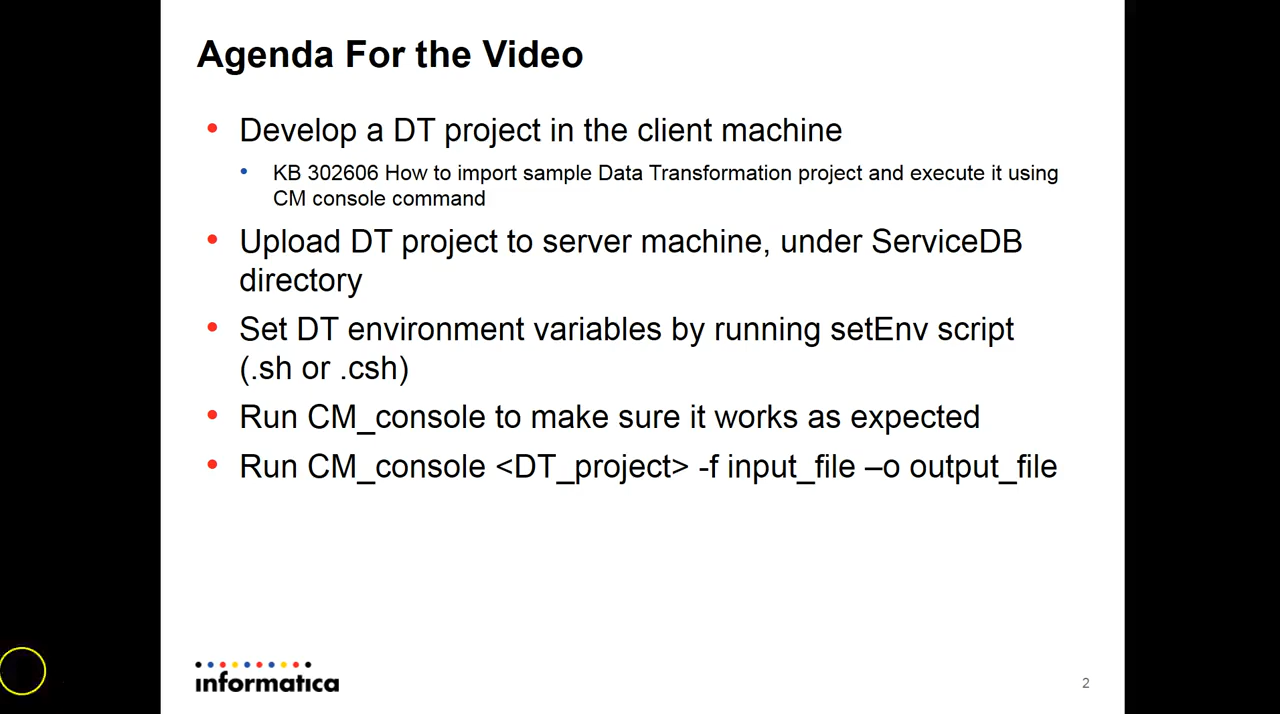 Agenda For the Video
• Develop a DT project in the client machine
• KB 302606 How to import sample Data Transformation project and execute it using
CM console command
• Upload DT project to server machine, under ServiceDB
directory
• Set DT environment variables by running setEnv script
(.sh or .csh)
• Run CM_console to make sure it works as expected
• Run CM_console <DT_project> -f input_file –o output_file
informatica
2